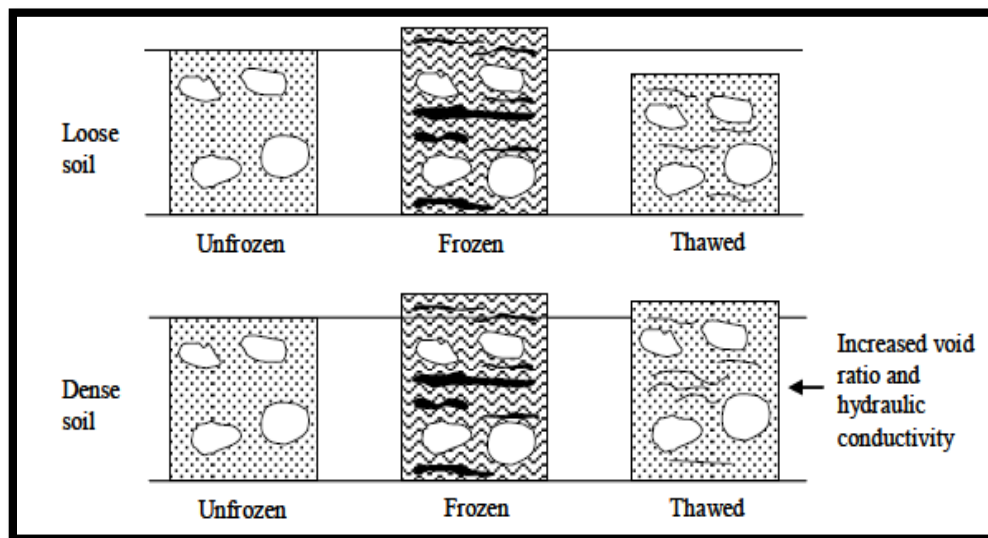 Loose
soil
Unfrozen
Frozen
Thawed
Dense
soil
Increased void
ratio and
hydraulic
conductivity
Unfrozen
Frozen
Thawed